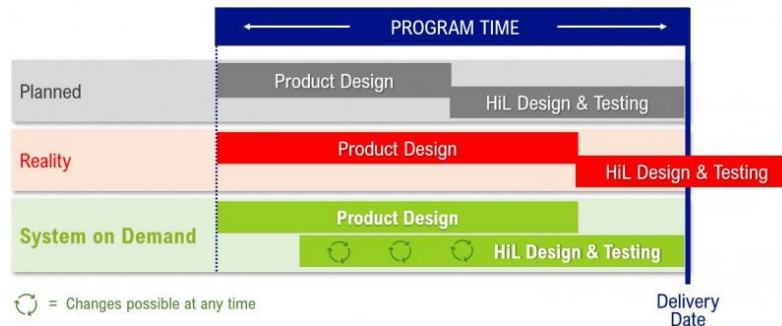 PROGRAM TIME
Planned
Product Design
HiL Design & Testing
Reality
Product Design
HiL Design & Testing
System on Demand
Product Design
HiL Design & Testing
= Changes possible at any time
Delivery
Date